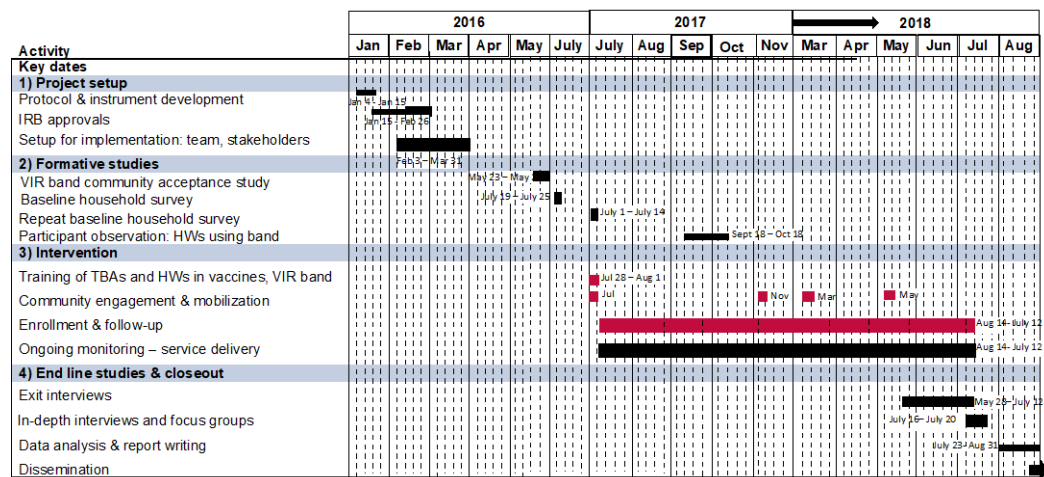 2016 2017 2018
Activity Jan Feb Mar Apr May July July Aug Sep Oct Nov Mar Apr May Jun Jul Aug
Key dates
1) Project setup
Protocol & instrument development
Jan 4 - Jan 15
IRB approvals
Jan 15 - Feb 26
Setup for implementation: team, stakeholders
Feb 3 – Mar 31
2) Formative studies
VIR band community acceptance study
May 23 – May
Baseline household survey
July 19 – July 25
Repeat baseline household survey
July 1 – July 14
Participant observation: HWs using band
Sept 18 – Oct 18
3) Intervention
Training of TBAs and HWs in vaccines, VIR band
Jul 28 – Aug 1
Community engagement & mobilization
Jul Nov Mar May
Enrollment & follow-up
Aug 14– July 12
Ongoing monitoring – service delivery
Aug 14– July 12
4) End line studies & closeout
Exit interviews
May 28– July 12
In-depth interviews and focus groups
July 16 – July 20
Data analysis & report writing
July 23– Aug 31
Dissemination